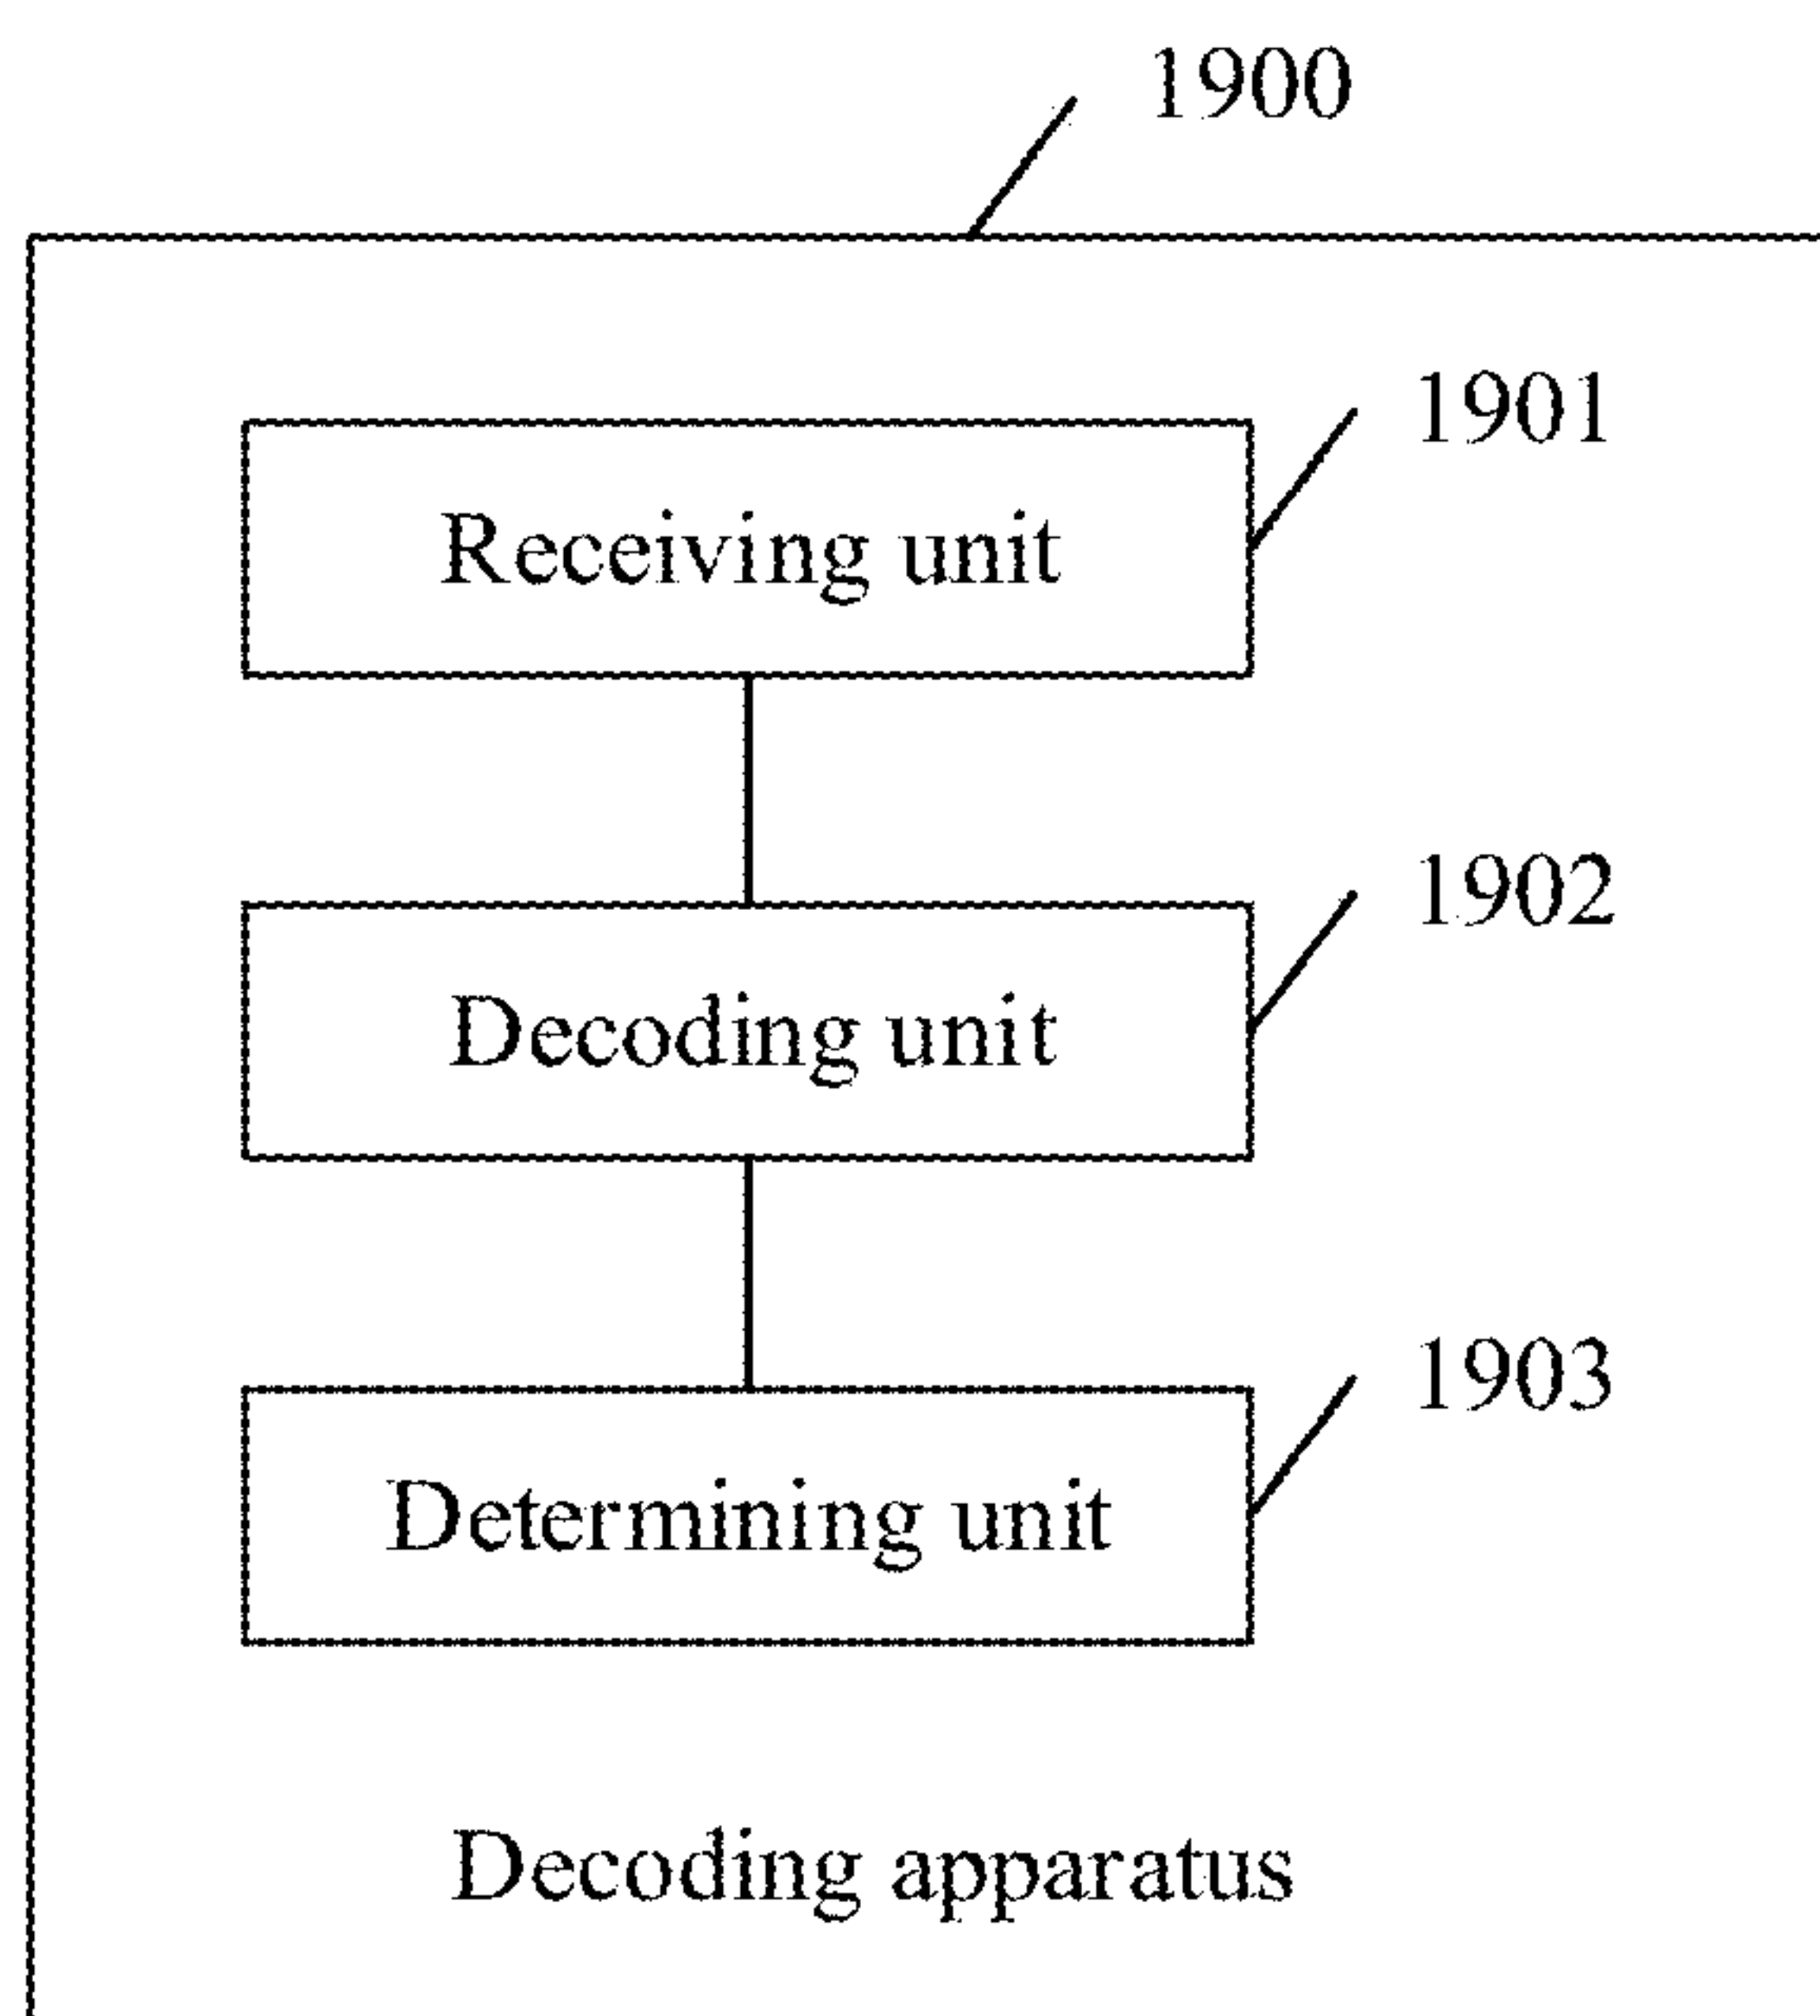 1900
1901
Receiving unit
1902
Decoding unit
1903
Determining unit
Decoding apparatus